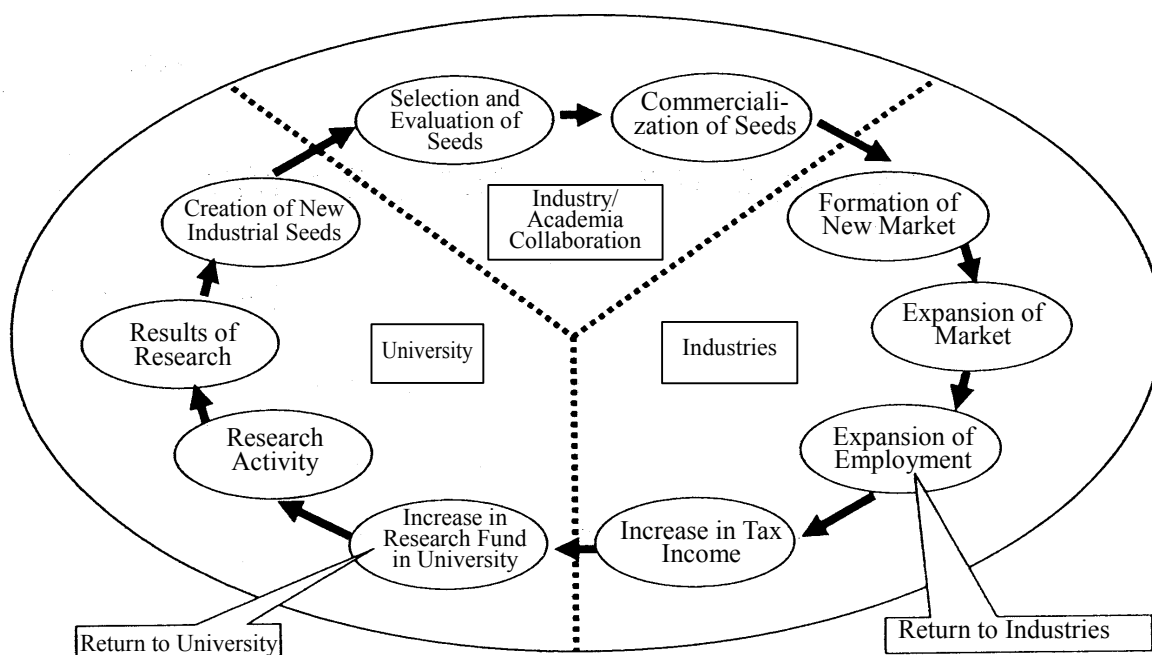 Selection and
Evaluation of
Seeds
Commerciali-
zation of Seeds
Creation of New
Industrial Seeds
Industry/
Academia
Collaboration
Formation of
New Market
Results of
Research
University
Industries
Expansion of
Market
Research
Activity
Expansion of
Employment
Increase in
Research Fund
in University
Increase in Tax
Income
Return to University
Return to Industries